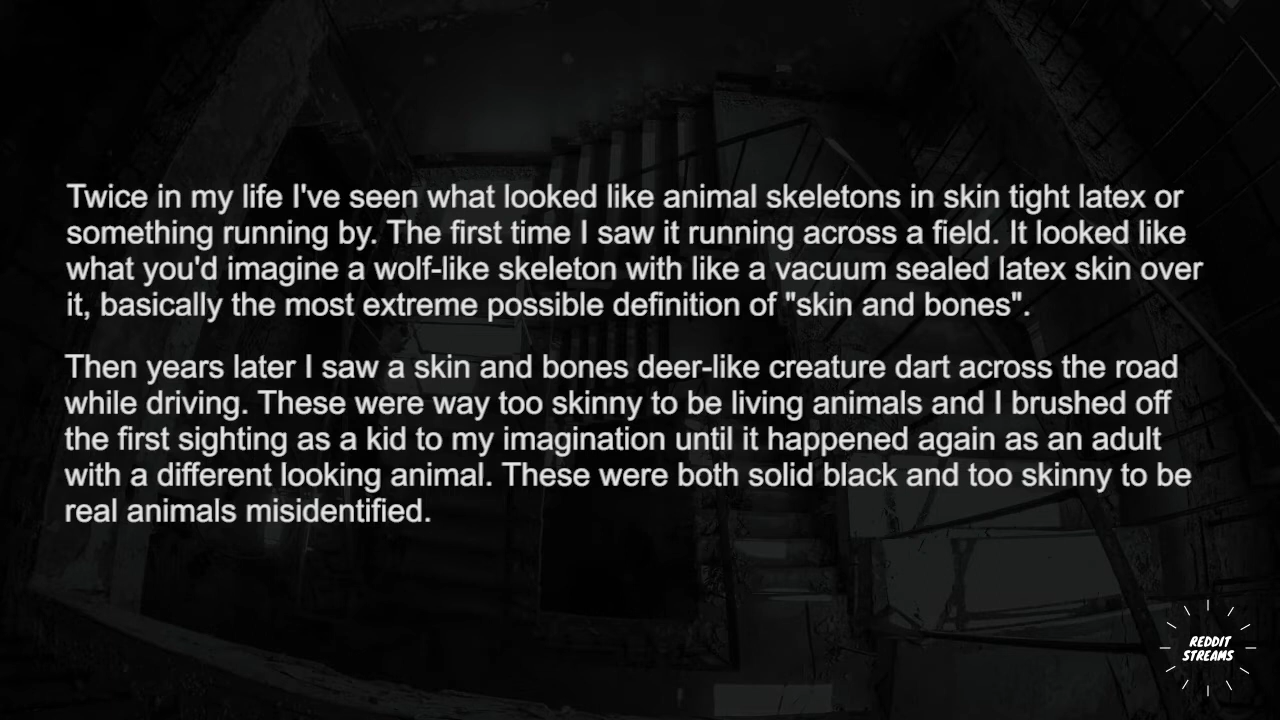 Twice in my life I've seen what looked like animal skeletons in skin tight latex or
something running by. The first time I saw it running across a field. It looked like
what you'd imagine a wolf-like skeleton with like a vacuum sealed latex skin over
it, basically the most extreme possible definition of "skin and bones".
Then years later I saw a skin and bones deer-like creature dart across the road
while driving. These were way too skinny to be living animals and I brushed off
the first sighting as a kid to my imagination until it happened again as an adult
with a different looking animal. These were both solid black and too skinny to be
real animals misidentified.
REDDIT
STREAMS